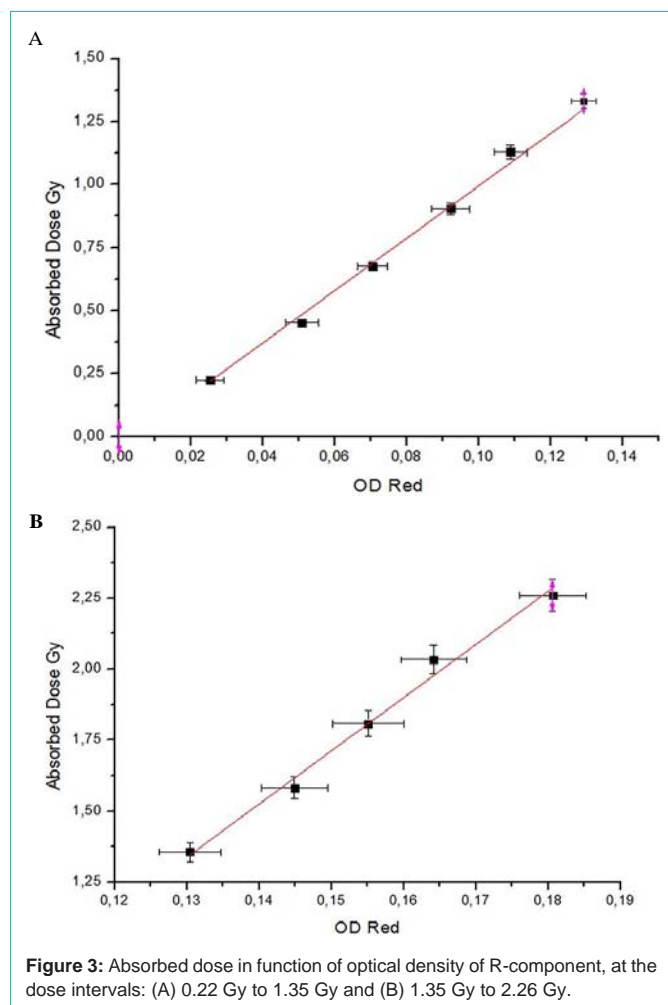 A
1,50
1,25
1,00
0,75
0,50
0,25
0,00
Absorbed Dose Gy
0,00 0,02 0,04 0,06 0,08 0,10 0,12 0,14
OD Red
B
2,50
2,25
2,00
1,75
1,50
1,25
Absorbed Dose Gy
0,12 0,13 0,14 0,15 0,16 0,17 0,18 0,19
OD Red
Figure 3: Absorbed dose in function of optical density of R-component, at the
dose intervals: (A) 0.22 Gy to 1.35 Gy and (B) 1.35 Gy to 2.26 Gy.